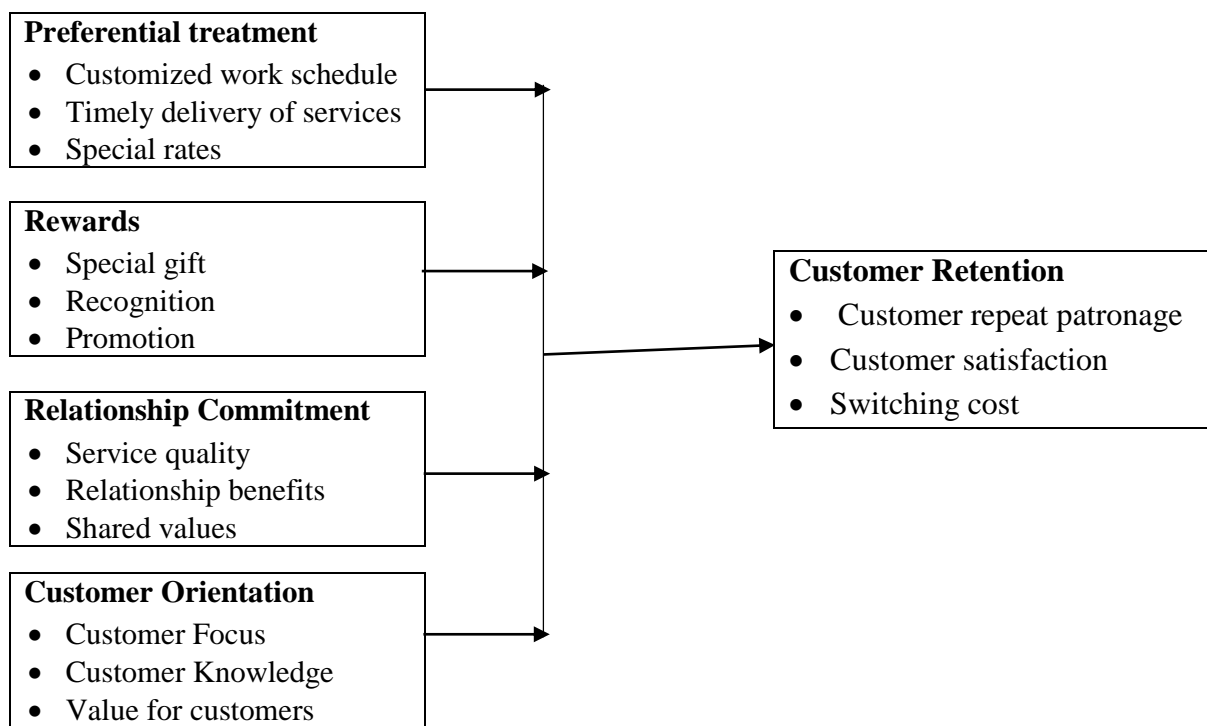 Preferential treatment
• Customized work schedule
• Timely delivery of services
• Special rates
Rewards
• Special gift
• Recognition
• Promotion
Relationship Commitment
• Service quality
• Relationship benefits
• Shared values
Customer Orientation
• Customer Focus
• Customer Knowledge
• Value for customers
Customer Retention
• Customer repeat patronage
• Customer satisfaction
• Switching cost